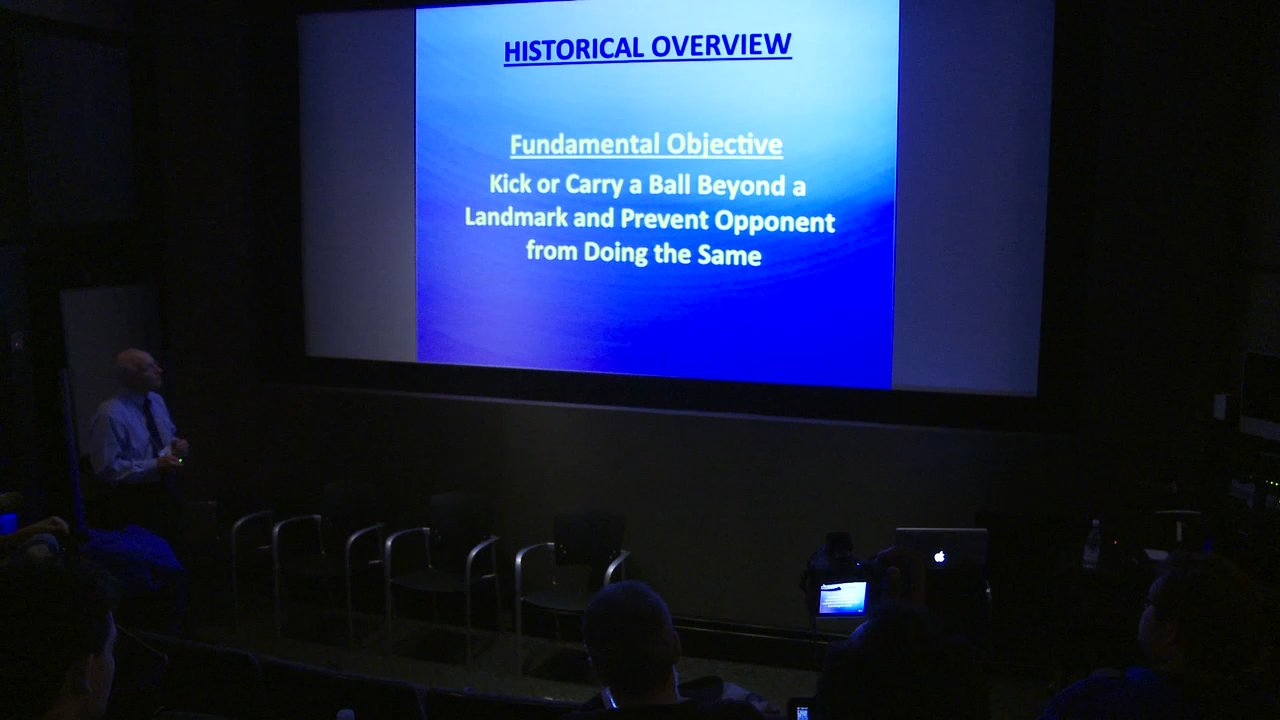 HISTORICAL OVERVIEW
Fundamental Objective
Kick or Carry a Ball Beyond a
Landmark and Prevent Opponent
from Doing the Same